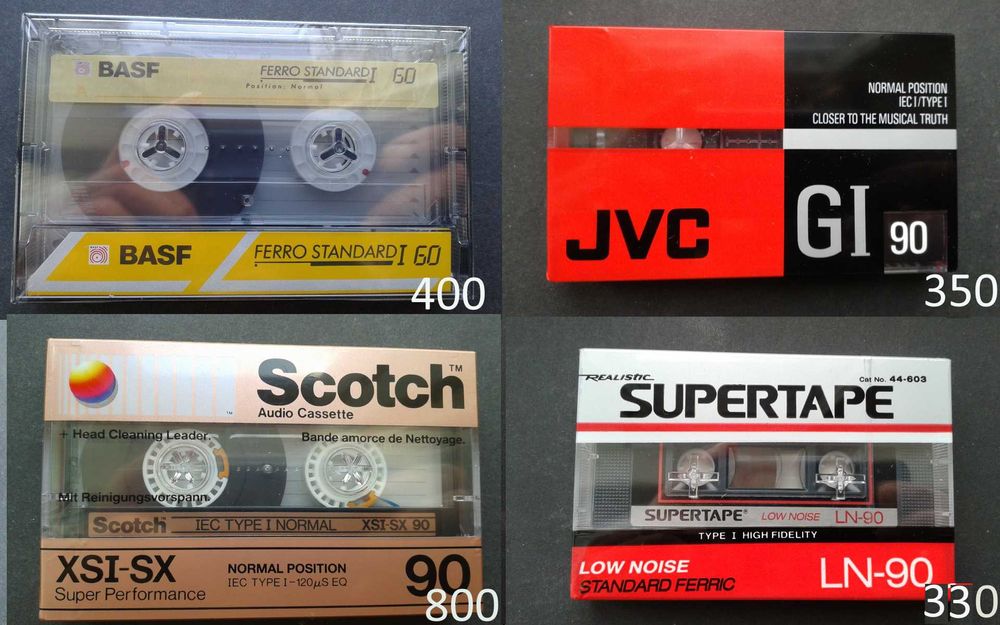 BASF FERRO STANDARD I 60
Position: Normal
BASF FERRO STANDARD I 60
400
NORMAL POSITION
IEC I/TYPE I
CLOSER TO THE MUSICAL TRUTH
JVC GI 90
350
Scotch™
Audio Cassette
+ Head Cleaning Leader. Bande amorce de Nettoyage.
Mit Reinigungsvorspann.
Scotch IEC TYPE I NORMAL XSI-SX 90
XSI-SX NORMAL POSITION 90
Super Performance IEC TYPE I-120µS EQ
800
REALISTIC Cat No. 44-603
SUPERTAPE
SUPERTAPE® LOW NOISE LN-90
TYPE I HIGH FIDELITY
LOW NOISE LN-90
STANDARD FERRIC
330